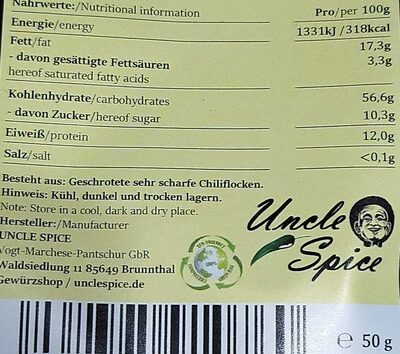 Nährwerte:/Nutritional information Pro/per 100g
Energie/energy 1331kJ /318kcal
Fett/fat 17,3g
- davon gesättigte Fettsäuren 3,3g
hereof saturated fatty acids
Kohlenhydrate/carbohydrates 56,6g
- davon Zucker/hereof sugar 10,3g
Eiweiß/protein 12,0g
Salz/salt <0,1g
Besteht aus: Geschrotete sehr scharfe Chiliflocken.
Hinweis: Kühl, dunkel und trocken lagern.
Note: Store in a cool, dark and dry place.
Hersteller:/Manufacturer
UNCLE SPICE
Vogt-Marchese-Pantschur GbR
Waldsiedlung 11 85649 Brunnthal
Gewürzshop / unclespice.de
100%
Uncle
Spice
℮ 50 g